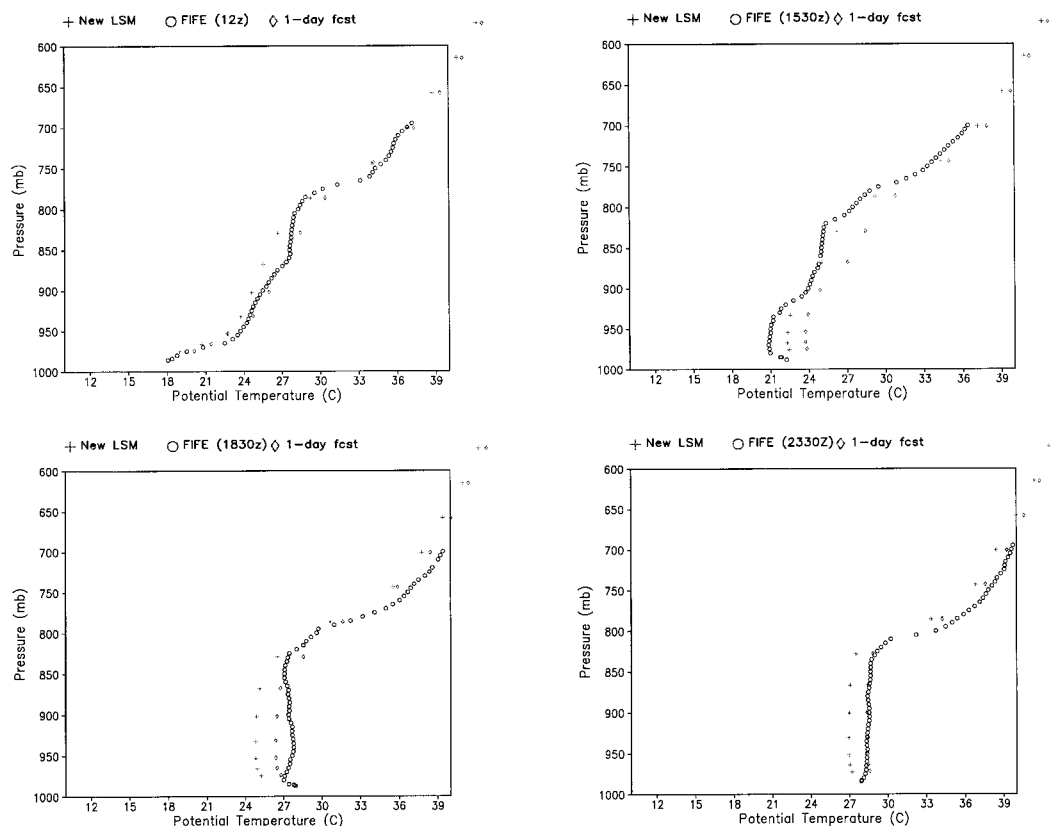 + New LSM ○ FIFE (12z) ◇ 1-day fcst
600
650
700
750
800
850
900
950
1000
Pressure (mb)
12 15 18 21 24 27 30 33 36 39
Potential Temperature (C)
+ New LSM ○ FIFE (1530z) ◇ 1-day fcst
600
650
700
750
800
850
900
950
1000
Pressure (mb)
12 15 18 21 24 27 30 33 36 39
Potential Temperature (C)
+ New LSM ○ FIFE (1830z) ◇ 1-day fcst
600
650
700
750
800
850
900
950
1000
Pressure (mb)
12 15 18 21 24 27 30 33 36 39
Potential Temperature (C)
+ New LSM ○ FIFE (2330Z) ◇ 1-day fcst
600
650
700
750
800
850
900
950
1000
Pressure (mb)
12 15 18 21 24 27 30 33 36 39
Potential Temperature (C)